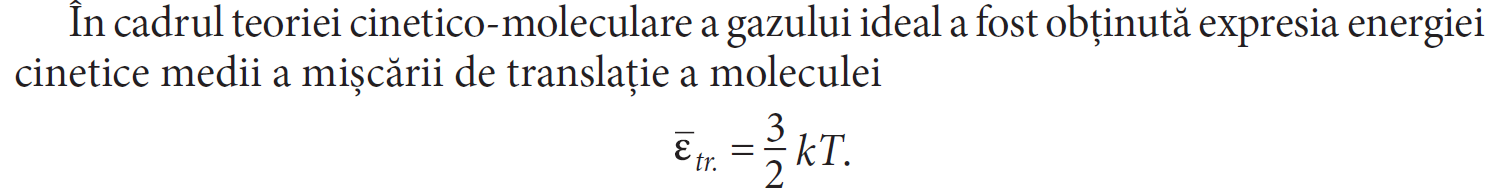 În cadrul teoriei cinetico-moleculare a gazului ideal a fost obținută expresia energiei
cinetice medii a mișcării de translație a moleculei
ε̅ tr. = 3/2 kT.